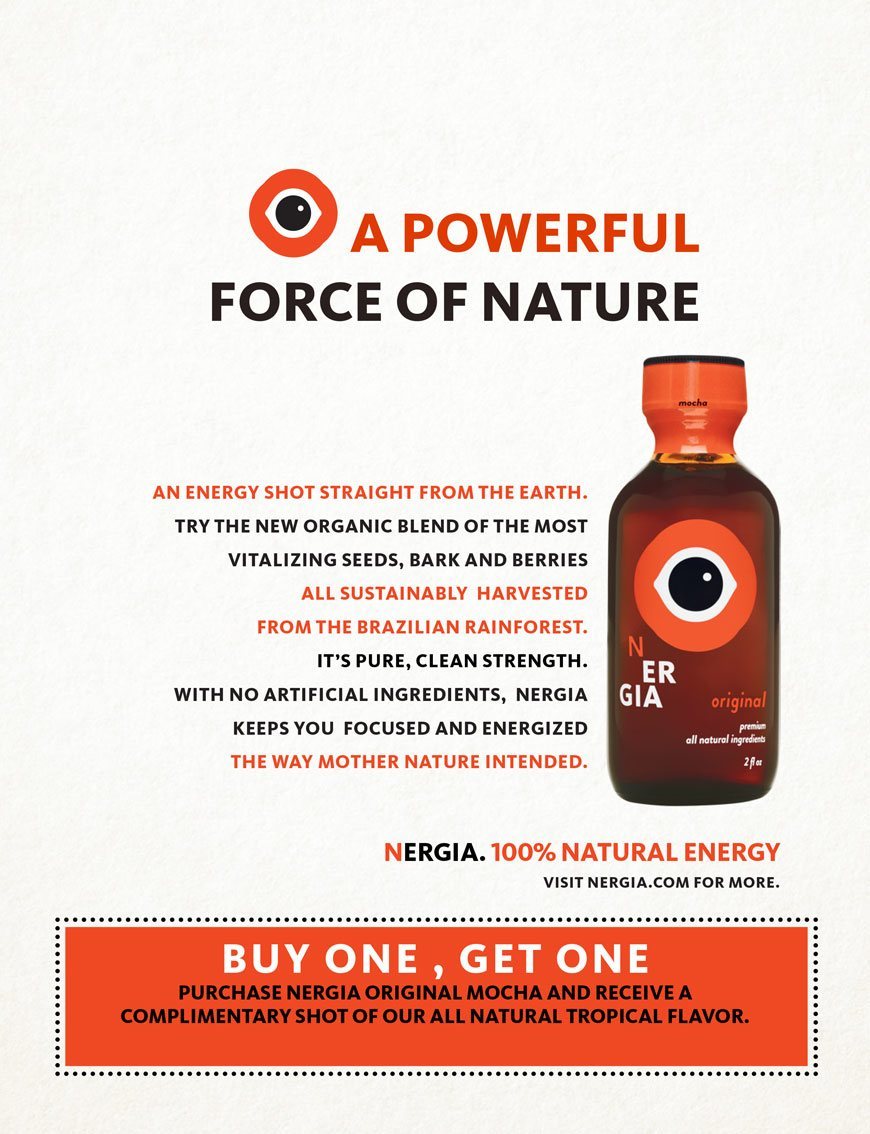 A POWERFUL
FORCE OF NATURE
mocha
AN ENERGY SHOT STRAIGHT FROM THE EARTH.
TRY THE NEW ORGANIC BLEND OF THE MOST
VITALIZING SEEDS, BARK AND BERRIES
ALL SUSTAINABLY HARVESTED
FROM THE BRAZILIAN RAINFOREST.
IT'S PURE, CLEAN STRENGTH.
WITH NO ARTIFICIAL INGREDIENTS, NERGIA
KEEPS YOU FOCUSED AND ENERGIZED
THE WAY MOTHER NATURE INTENDED.
N
ER
GIA
original
premium
all natural ingredients
2 fl oz
NERGIA. 100% NATURAL ENERGY
VISIT NERGIA.COM FOR MORE.
BUY ONE , GET ONE
PURCHASE NERGIA ORIGINAL MOCHA AND RECEIVE A
COMPLIMENTARY SHOT OF OUR ALL NATURAL TROPICAL FLAVOR.